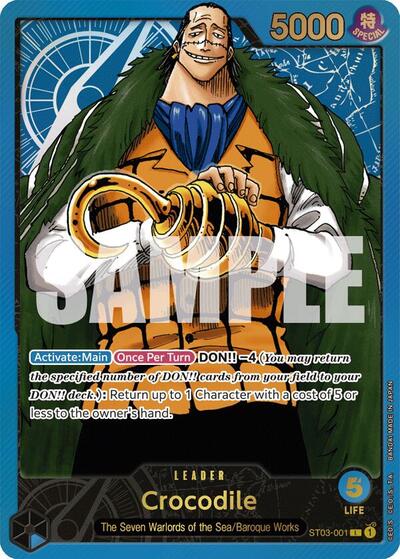 5000
特
SPECIAL
SAMPLE
Activate:Main Once Per Turn DON!! −4 (You may return
the specified number of DON!! cards from your field to your
DON!! deck.): Return up to 1 Character with a cost of 5 or
less to the owner's hand.
LEADER
Crocodile
5
LIFE
The Seven Warlords of the Sea/Baroque Works
ST03-001 L 1
BANDAI MADE IN JAPAN